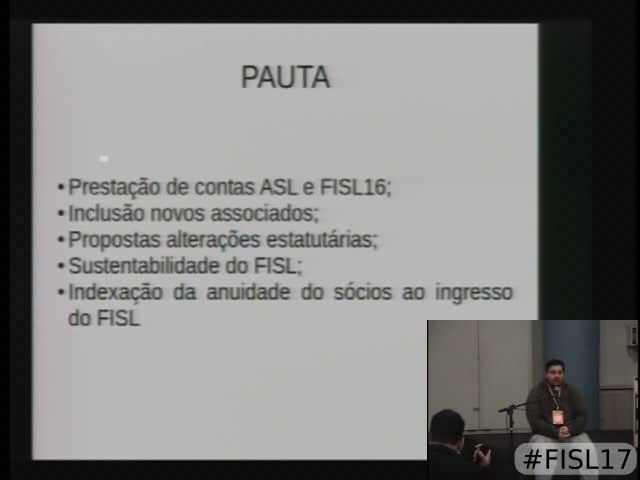 PAUTA
• Prestação de contas ASL e FISL16;
• Inclusão novos associados;
• Propostas alterações estatutárias;
• Sustentabilidade do FISL;
• Indexação da anuidade do sócios ao ingresso
do FISL
#FISL17